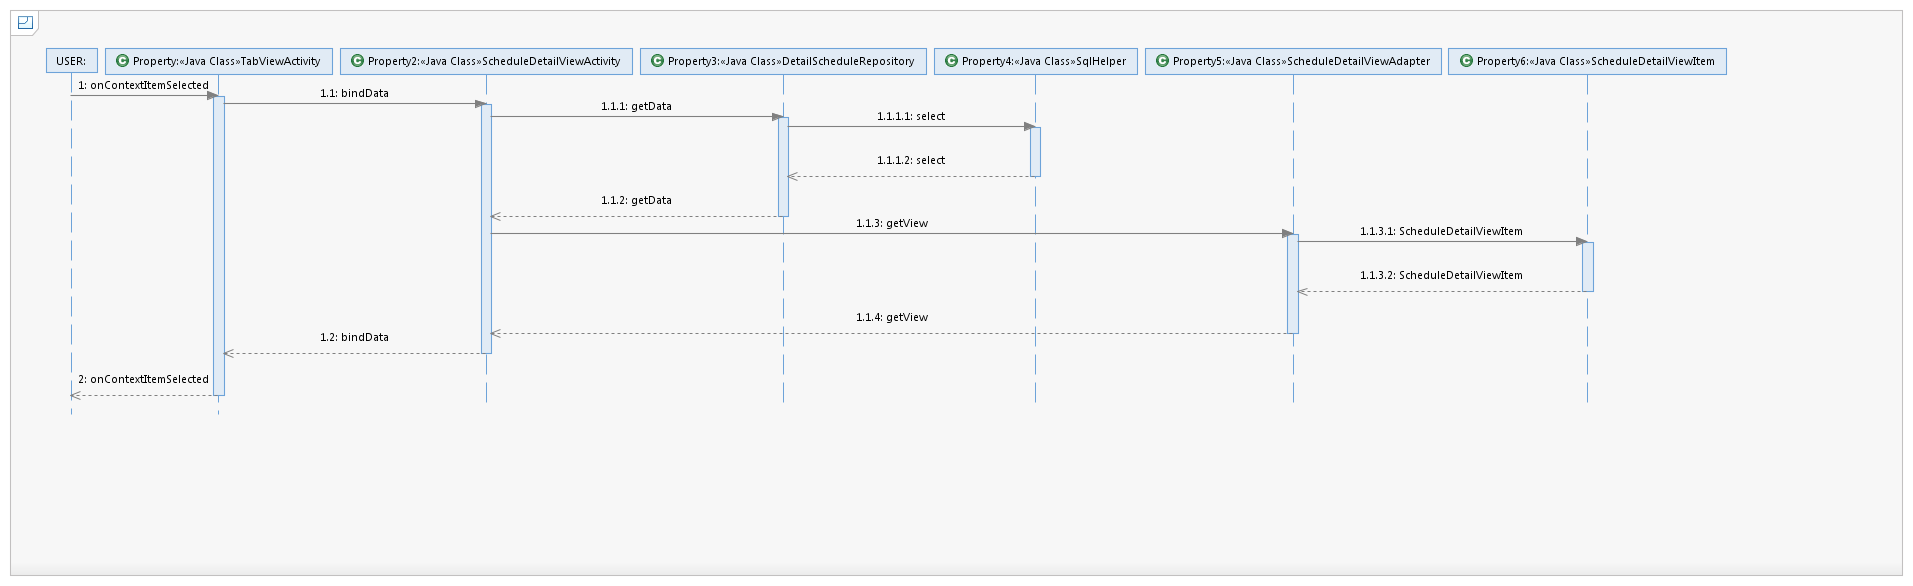 USER:
Property:«Java Class»TabViewActivity
Property2:«Java Class»ScheduleDetailViewActivity
Property3:«Java Class»DetailScheduleRepository
Property4:«Java Class»SqlHelper
Property5:«Java Class»ScheduleDetailViewAdapter
Property6:«Java Class»ScheduleDetailViewItem
1: onContextItemSelected
1.1: bindData
1.1.1: getData
1.1.1.1: select
1.1.1.2: select
1.1.2: getData
1.1.3: getView
1.1.3.1: ScheduleDetailViewItem
1.1.3.2: ScheduleDetailViewItem
1.1.4: getView
1.2: bindData
2: onContextItemSelected